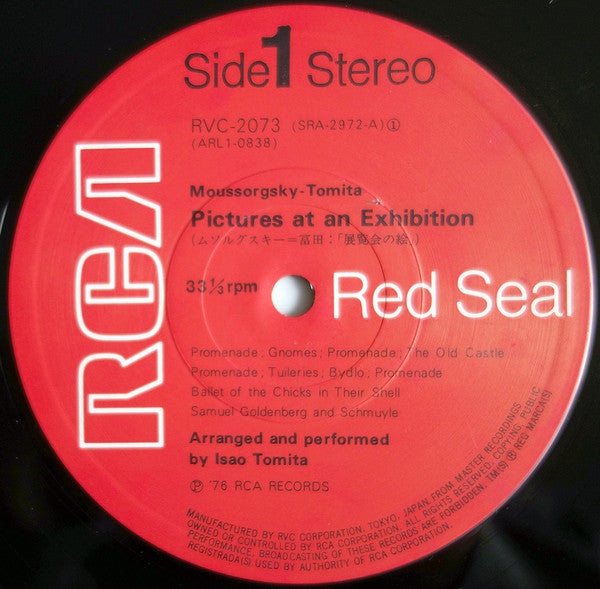 Side 1 Stereo
RVC-2073 (SRA-2972-A)①
(ARL1-0838)
RCA
Moussorgsky-Tomita
Pictures at an Exhibition
(ムソルグスキー=冨田:「展覧会の絵」)
33⅓rpm
Red Seal
Promenade; Gnomes; Promenade; The Old Castle
Promenade; Tuileries; Bydlo; Promenade
Ballet of the Chicks in Their Shell
Samuel Goldenberg and Schmuyle
Arranged and performed
by Isao Tomita
Ⓟ '76 RCA RECORDS
MANUFACTURED BY RVC CORPORATION, TOKYO, JAPAN, FROM MASTER RECORDINGS
OWNED OR CONTROLLED BY RCA CORPORATION. ALL RIGHTS RESERVED. COPYING, PUBLIC
PERFORMANCE, BROADCASTING OF THESE RECORDS ARE FORBIDDEN. TM(S) ® REG MARCA(S)
REGISTRADA(S) USED BY AUTHORITY OF RCA CORPORATION.